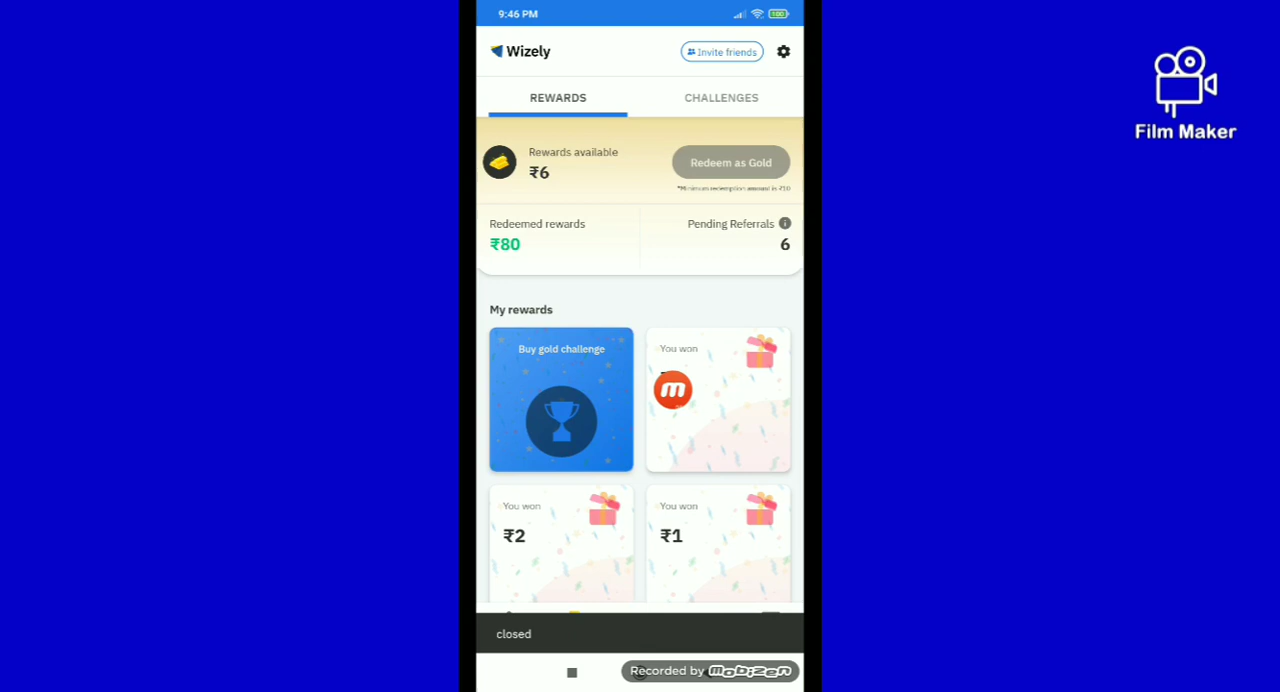 9:46 PM
100
Wizely
Invite friends
REWARDS
CHALLENGES
Rewards available
₹6
Redeem as Gold
*Minimum redemption amount is ₹10
Redeemed rewards
₹80
Pending Referrals
6
My rewards
Buy gold challenge
You won
m
You won
₹2
You won
₹1
closed
Recorded by mobizen
Film Maker